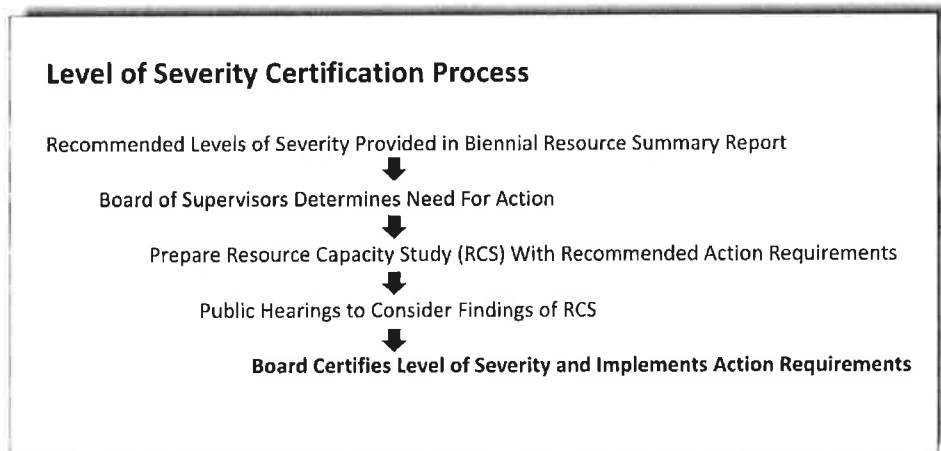 Level of Severity Certification Process
Recommended Levels of Severity Provided in Biennial Resource Summary Report
Board of Supervisors Determines Need For Action
Prepare Resource Capacity Study (RCS) With Recommended Action Requirements
Public Hearings to Consider Findings of RCS
Board Certifies Level of Severity and Implements Action Requirements